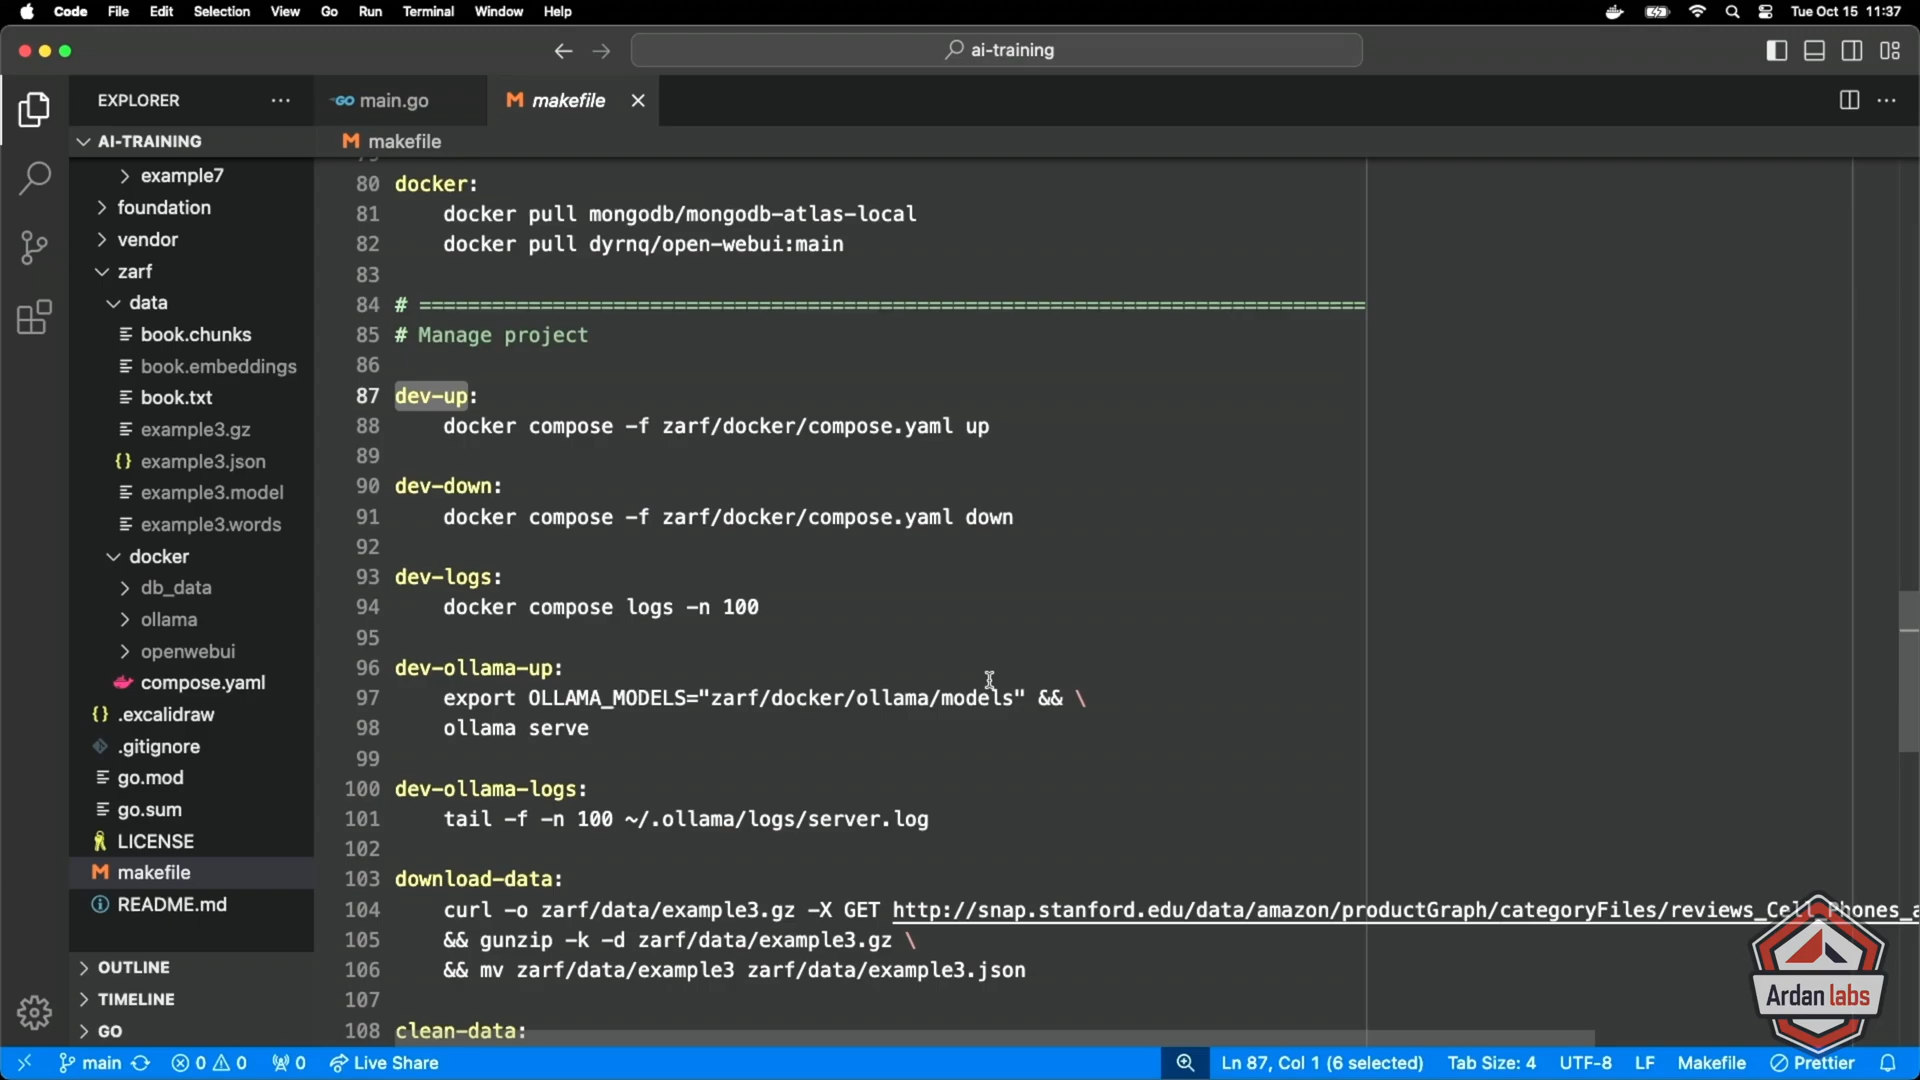 Code File Edit Selection View Go Run Terminal Window Help Tue Oct 15 11:37
ai-training
EXPLORER
main.go
makefile
AI-TRAINING
makefile
example7
foundation
vendor
zarf
data
book.chunks
book.embeddings
book.txt
example3.gz
example3.json
example3.model
example3.words
docker
db_data
ollama
openwebui
compose.yaml
.excalidraw
.gitignore
go.mod
go.sum
LICENSE
makefile
README.md
OUTLINE
TIMELINE
GO
80 docker:
81 docker pull mongodb/mongodb-atlas-local
82 docker pull dyrnq/open-webui:main
83
84 # ==============================================================================
85 # Manage project
86
87 dev-up:
88 docker compose -f zarf/docker/compose.yaml up
89
90 dev-down:
91 docker compose -f zarf/docker/compose.yaml down
92
93 dev-logs:
94 docker compose logs -n 100
95
96 dev-ollama-up:
97 export OLLAMA_MODELS="zarf/docker/ollama/models" && \
98 ollama serve
99
100 dev-ollama-logs:
101 tail -f -n 100 ~/.ollama/logs/server.log
102
103 download-data:
104 curl -o zarf/data/example3.gz -X GET http://snap.stanford.edu/data/amazon/productGraph/categoryFiles/reviews_Cell_Phones_a
105 && gunzip -k -d zarf/data/example3.gz \
106 && mv zarf/data/example3 zarf/data/example3.json
107
108 clean-data:
Ardan labs
main 0 0 0 Live Share Ln 87, Col 1 (6 selected) Tab Size: 4 UTF-8 LF Makefile Prettier